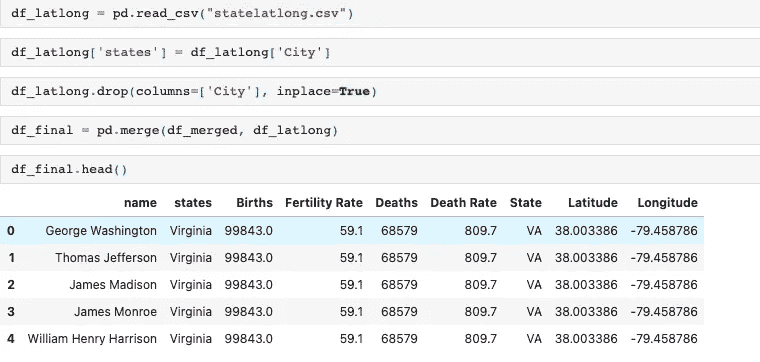 df_latlong = pd.read_csv("statelatlong.csv")
df_latlong['states'] = df_latlong['City']
df_latlong.drop(columns=['City'], inplace=True)
df_final = pd.merge(df_merged, df_latlong)
df_final.head()
name states Births Fertility Rate Deaths Death Rate State Latitude Longitude
0 George Washington Virginia 99843.0 59.1 68579 809.7 VA 38.003386 -79.458786
1 Thomas Jefferson Virginia 99843.0 59.1 68579 809.7 VA 38.003386 -79.458786
2 James Madison Virginia 99843.0 59.1 68579 809.7 VA 38.003386 -79.458786
3 James Monroe Virginia 99843.0 59.1 68579 809.7 VA 38.003386 -79.458786
4 William Henry Harrison Virginia 99843.0 59.1 68579 809.7 VA 38.003386 -79.458786